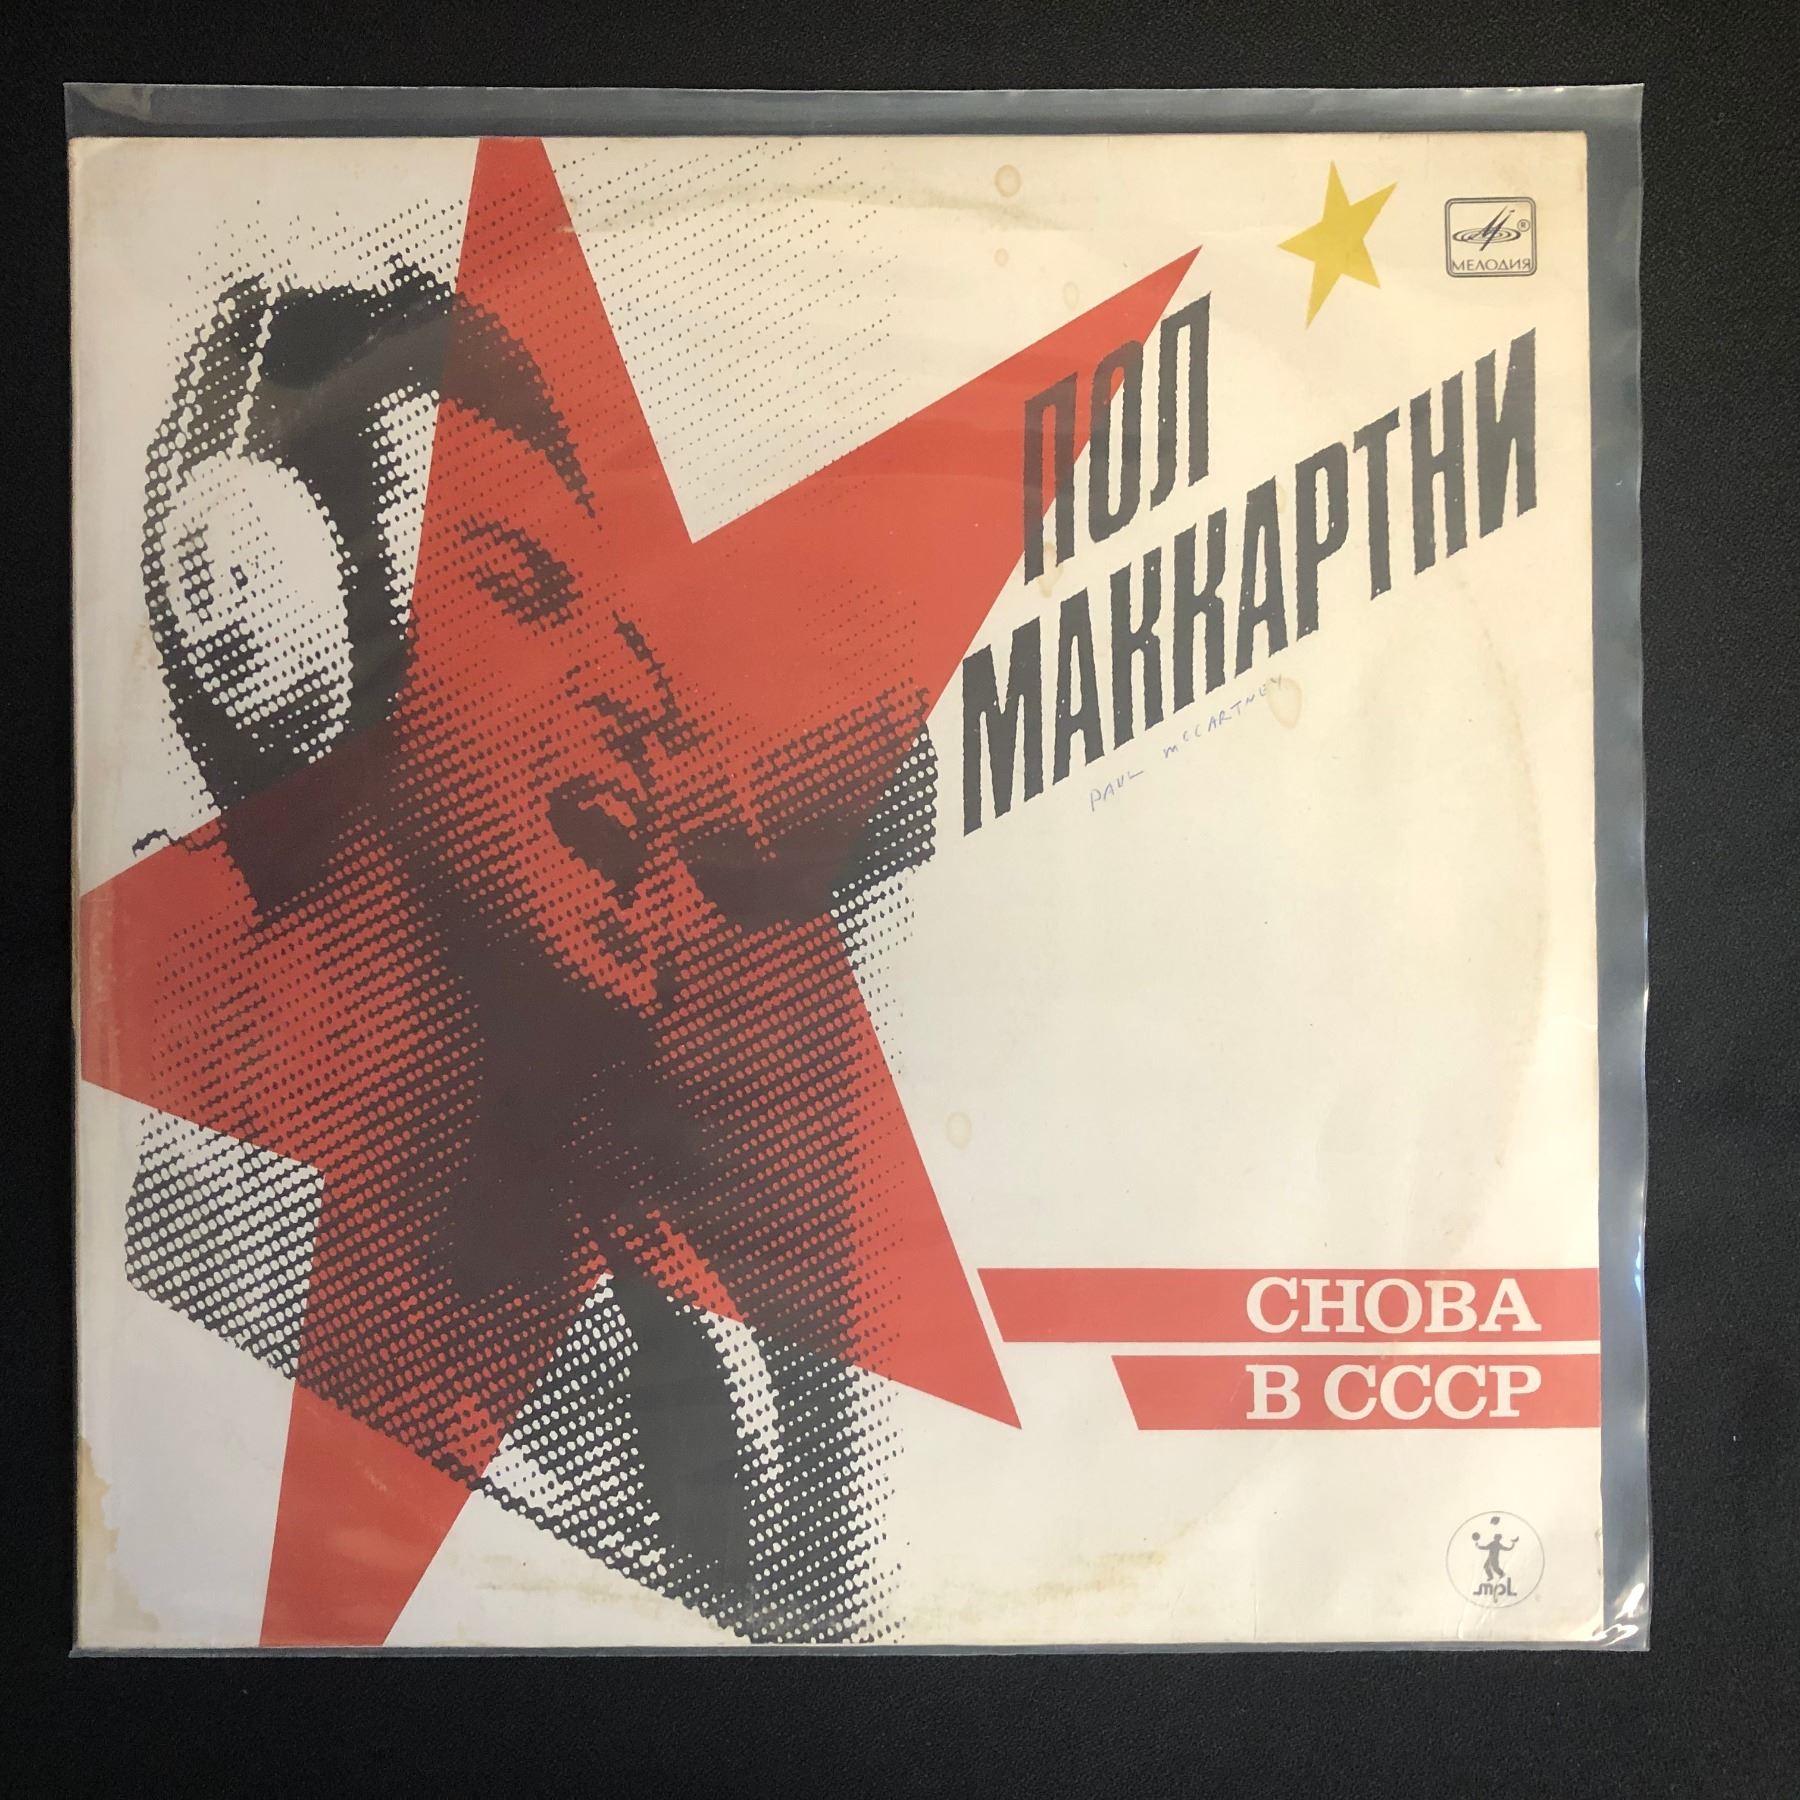 МЕЛОДИЯ
ПОЛ
МАККАРТНИ
PAUL McCARTNEY
СНОВА
В СССР
mpL